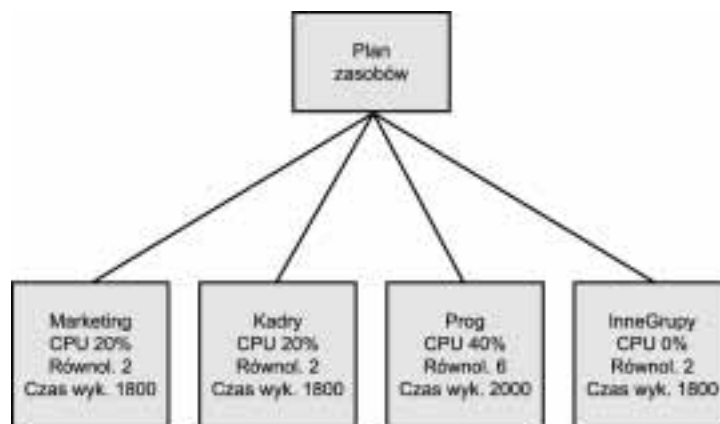 Plan
zasobów
Marketing
CPU 20%
Równol. 2
Czas wyk. 1800
Kadry
CPU 20%
Równol. 2
Czas wyk. 1800
Prog
CPU 40%
Równol. 6
Czas wyk. 2000
InneGrupy
CPU 0%
Równol. 2
Czas wyk. 1800